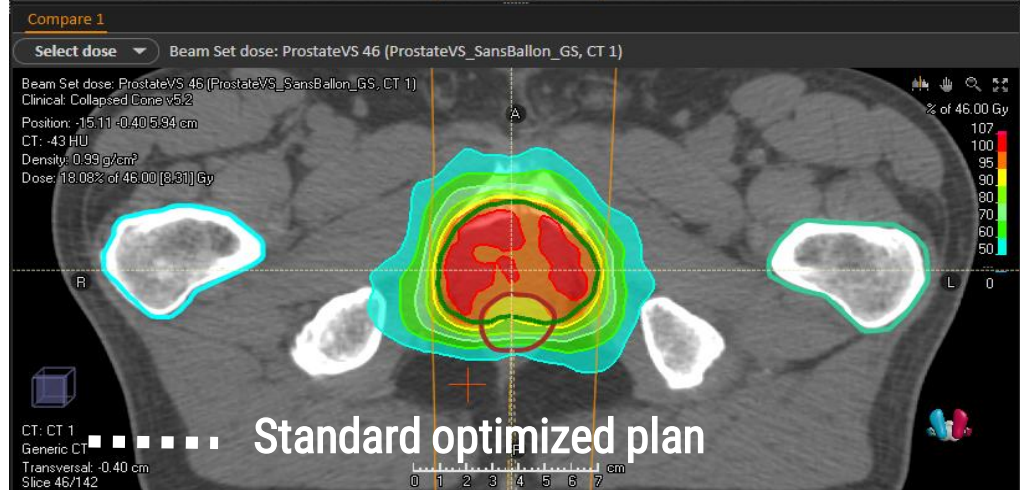 Compare 1
Select dose
Beam Set dose: ProstateVS 46 (ProstateVS_SansBallon_GS, CT 1)
Beam Set dose: ProstateVS 46 (ProstateVS_SansBallon_GS, CT 1)
Clinical: Collapsed Cone v5.2
Position: -15.11 -0.40 5.94 cm
CT: -43 HU
Density: 0.99 g/cm³
Dose: 18.08% of 46.00 [8.31] Gy
A
% of 46.00 Gy
107
100
95
90
80
70
60
50
0
R
L
CT: CT 1
Generic CT
Transversal: -0.40 cm
Slice 46/142
Standard optimized plan
P
cm
0 1 2 3 4 5 6 7